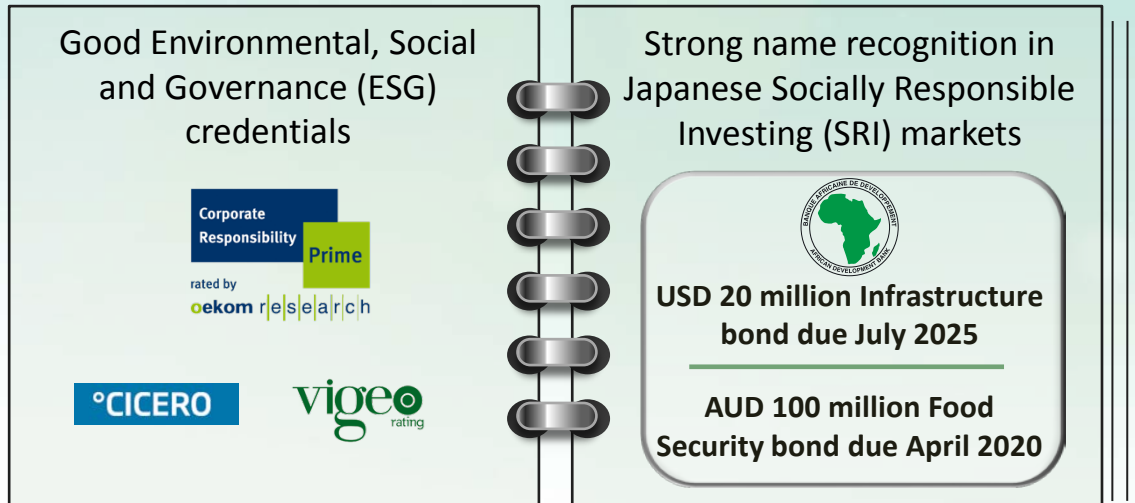 Good Environmental, Social
and Governance (ESG)
credentials
Corporate
Responsibility
Prime
rated by
oekom r|e|s|e|a|r|c|h
°CICERO
vigeo
rating
Strong name recognition in
Japanese Socially Responsible
Investing (SRI) markets
BANQUE AFRICAINE DE DEVELOPPEMENT
AFRICAN DEVELOPMENT BANK
USD 20 million Infrastructure
bond due July 2025
AUD 100 million Food
Security bond due April 2020